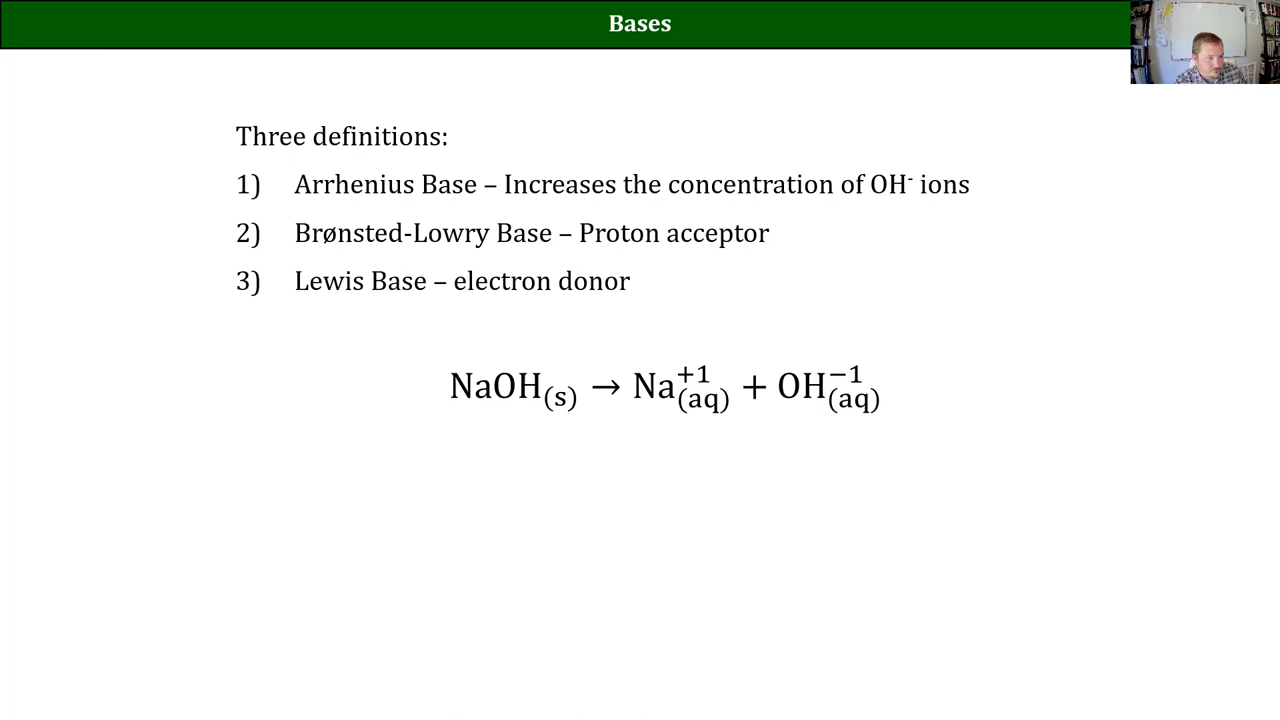 Bases
Three definitions:
1) Arrhenius Base – Increases the concentration of OH⁻ ions
2) Brønsted-Lowry Base – Proton acceptor
3) Lewis Base – electron donor
NaOH₍s₎ → Na⁺¹(aq) + OH⁻¹(aq)